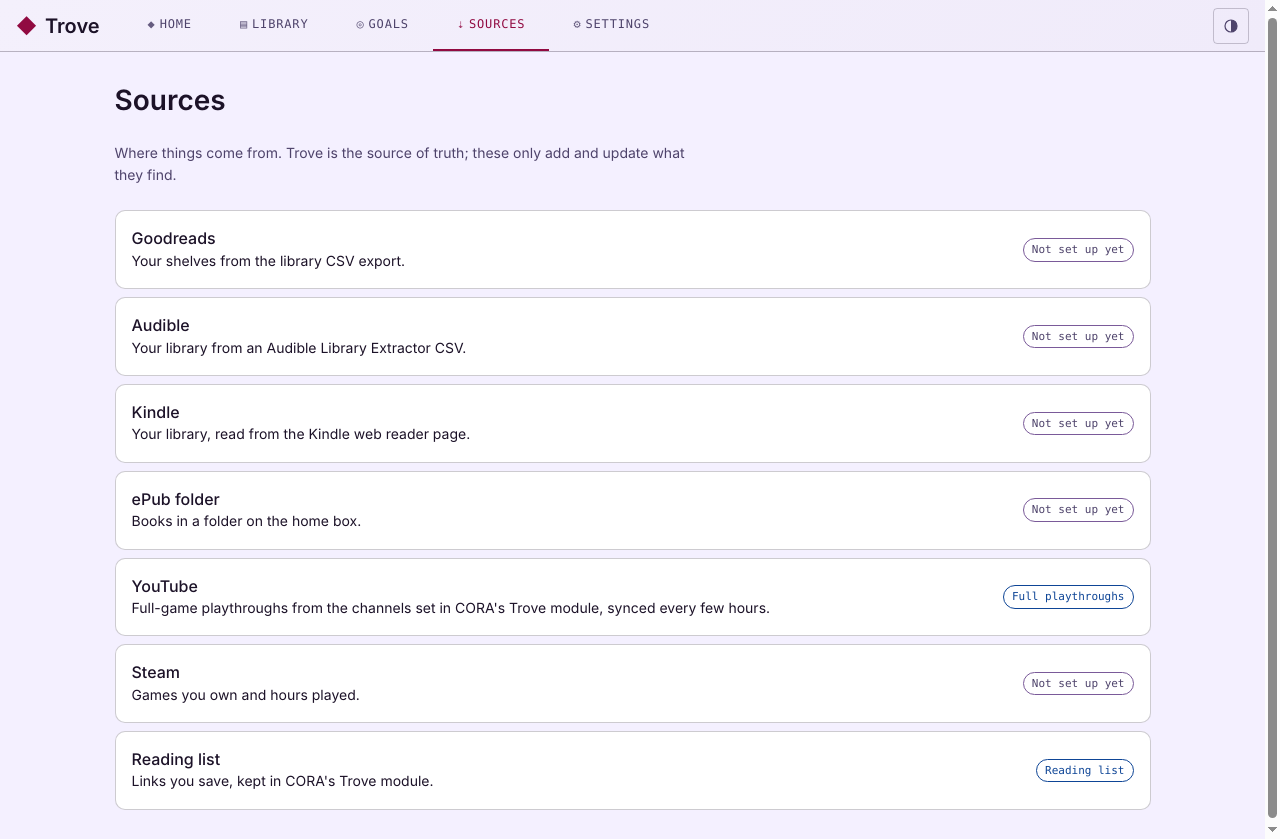 Trove
HOME
LIBRARY
GOALS
SOURCES
SETTINGS
Sources
Where things come from. Trove is the source of truth; these only add and update what
they find.
Goodreads
Your shelves from the library CSV export.
Not set up yet
Audible
Your library from an Audible Library Extractor CSV.
Not set up yet
Kindle
Your library, read from the Kindle web reader page.
Not set up yet
ePub folder
Books in a folder on the home box.
Not set up yet
YouTube
Full-game playthroughs from the channels set in CORA's Trove module, synced every few hours.
Full playthroughs
Steam
Games you own and hours played.
Not set up yet
Reading list
Links you save, kept in CORA's Trove module.
Reading list